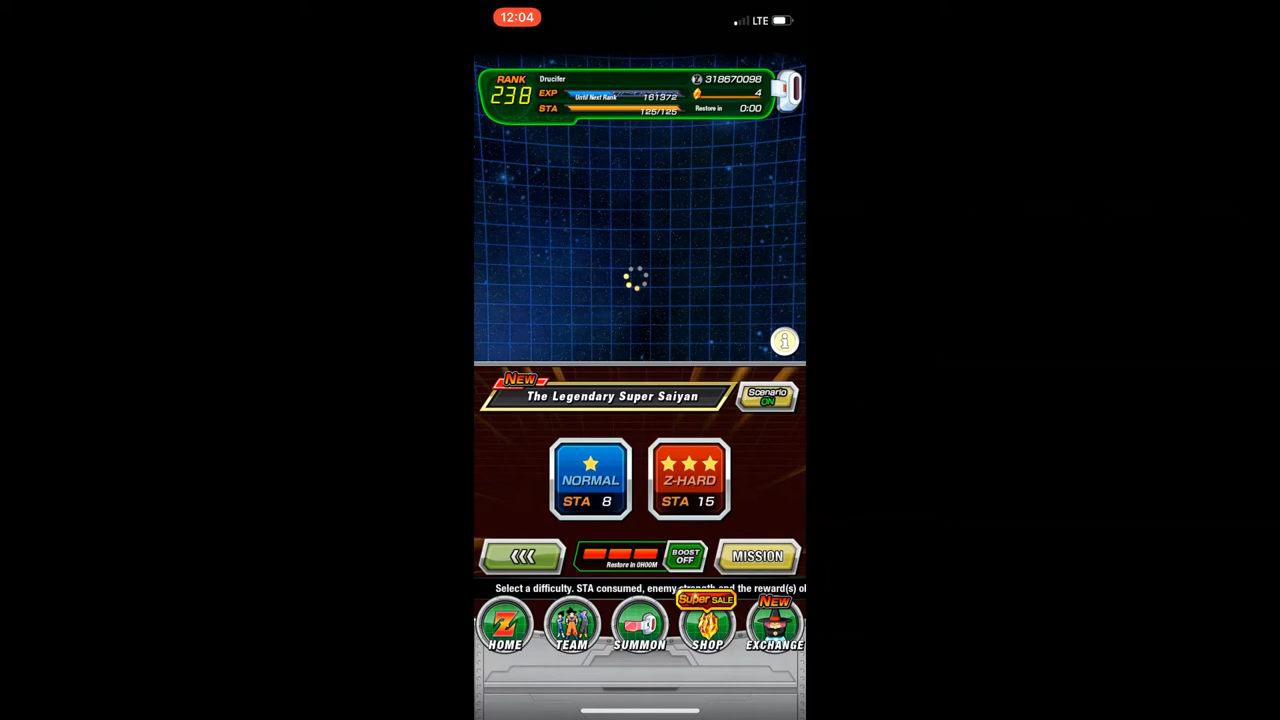 12:04
LTE
RANK
238
Drucifer
318670098
EXP
Until Next Rank
161372
4
STA
125/125
Restore in
0:00
i
New
The Legendary Super Saiyan
Scenario
ON
NORMAL
STA 8
Z-HARD
STA 15
<<<
Restore in 0H00M
BOOST
OFF
MISSION
Select a difficulty. STA consumed, enemy strength and the reward(s) o
Super SALE
New
Z
HOME
TEAM
SUMMON
SHOP
EXCHANGE